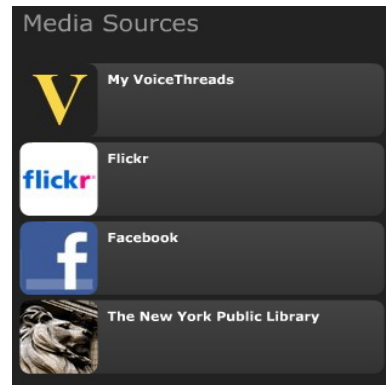 Media Sources
V
My VoiceThreads
flickr
Flickr
f
Facebook
The New York Public Library